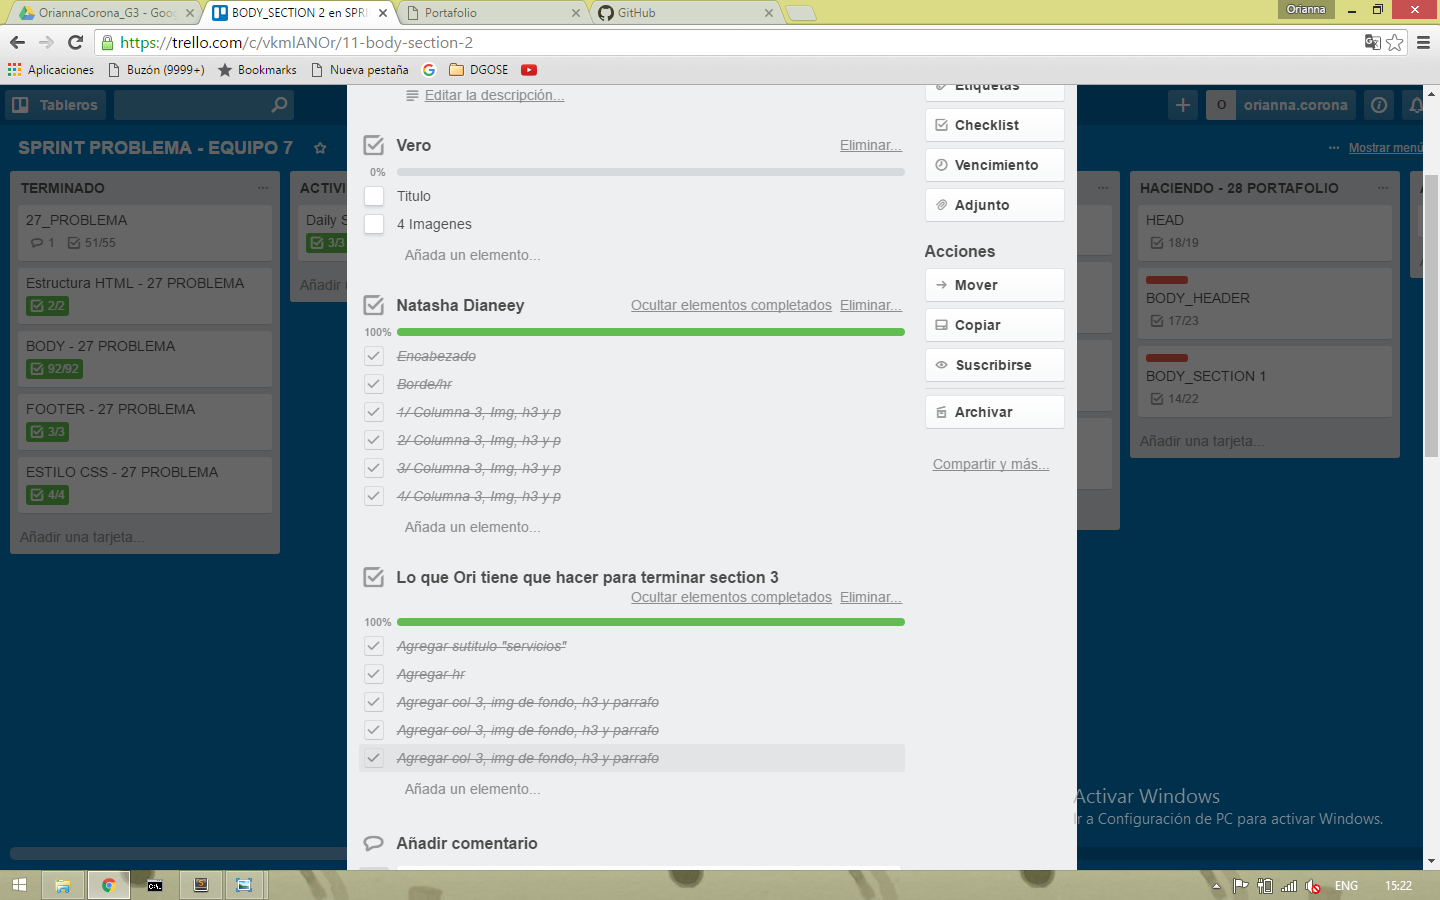 OriannaCorona_G3 - Goog
BODY_SECTION 2 en SPRI
Portafolio
GitHub
Orianna
https://trello.com/c/vkmlANOr/11-body-section-2
Aplicaciones
Buzón (9999+)
Bookmarks
Nueva pestaña
DGOSE
Tableros
O
orianna.corona
SPRINT PROBLEMA - EQUIPO 7
Mostrar menú
TERMINADO
27_PROBLEMA
1 51/55
Estructura HTML - 27 PROBLEMA
2/2
BODY - 27 PROBLEMA
92/92
FOOTER - 27 PROBLEMA
3/3
ESTILO CSS - 27 PROBLEMA
4/4
Añadir una tarjeta...
ACTIVI
Daily S
3/3
Añadir
Editar la descripción...
Vero
Eliminar...
0%
Titulo
4 Imagenes
Añada un elemento...
Natasha Dianeey
Ocultar elementos completados Eliminar...
100%
Encabezado
Borde/hr
1/ Columna 3, Img, h3 y p
2/ Columna 3, Img, h3 y p
3/ Columna 3, Img, h3 y p
4/ Columna 3, Img, h3 y p
Añada un elemento...
Lo que Ori tiene que hacer para terminar section 3
Ocultar elementos completados Eliminar...
100%
Agregar sutitulo "servicios"
Agregar hr
Agregar col-3, img de fondo, h3 y parrafo
Agregar col-3, img de fondo, h3 y parrafo
Agregar col-3, img de fondo, h3 y parrafo
Añada un elemento...
Añadir comentario
Etiquetas
Checklist
Vencimiento
Adjunto
Acciones
Mover
Copiar
Suscribirse
Archivar
Compartir y más...
HACIENDO - 28 PORTAFOLIO
HEAD
18/19
BODY_HEADER
17/23
BODY_SECTION 1
14/22
Añadir una tarjeta...
Activar Windows
Ir a Configuración de PC para activar Windows.
ENG
15:22